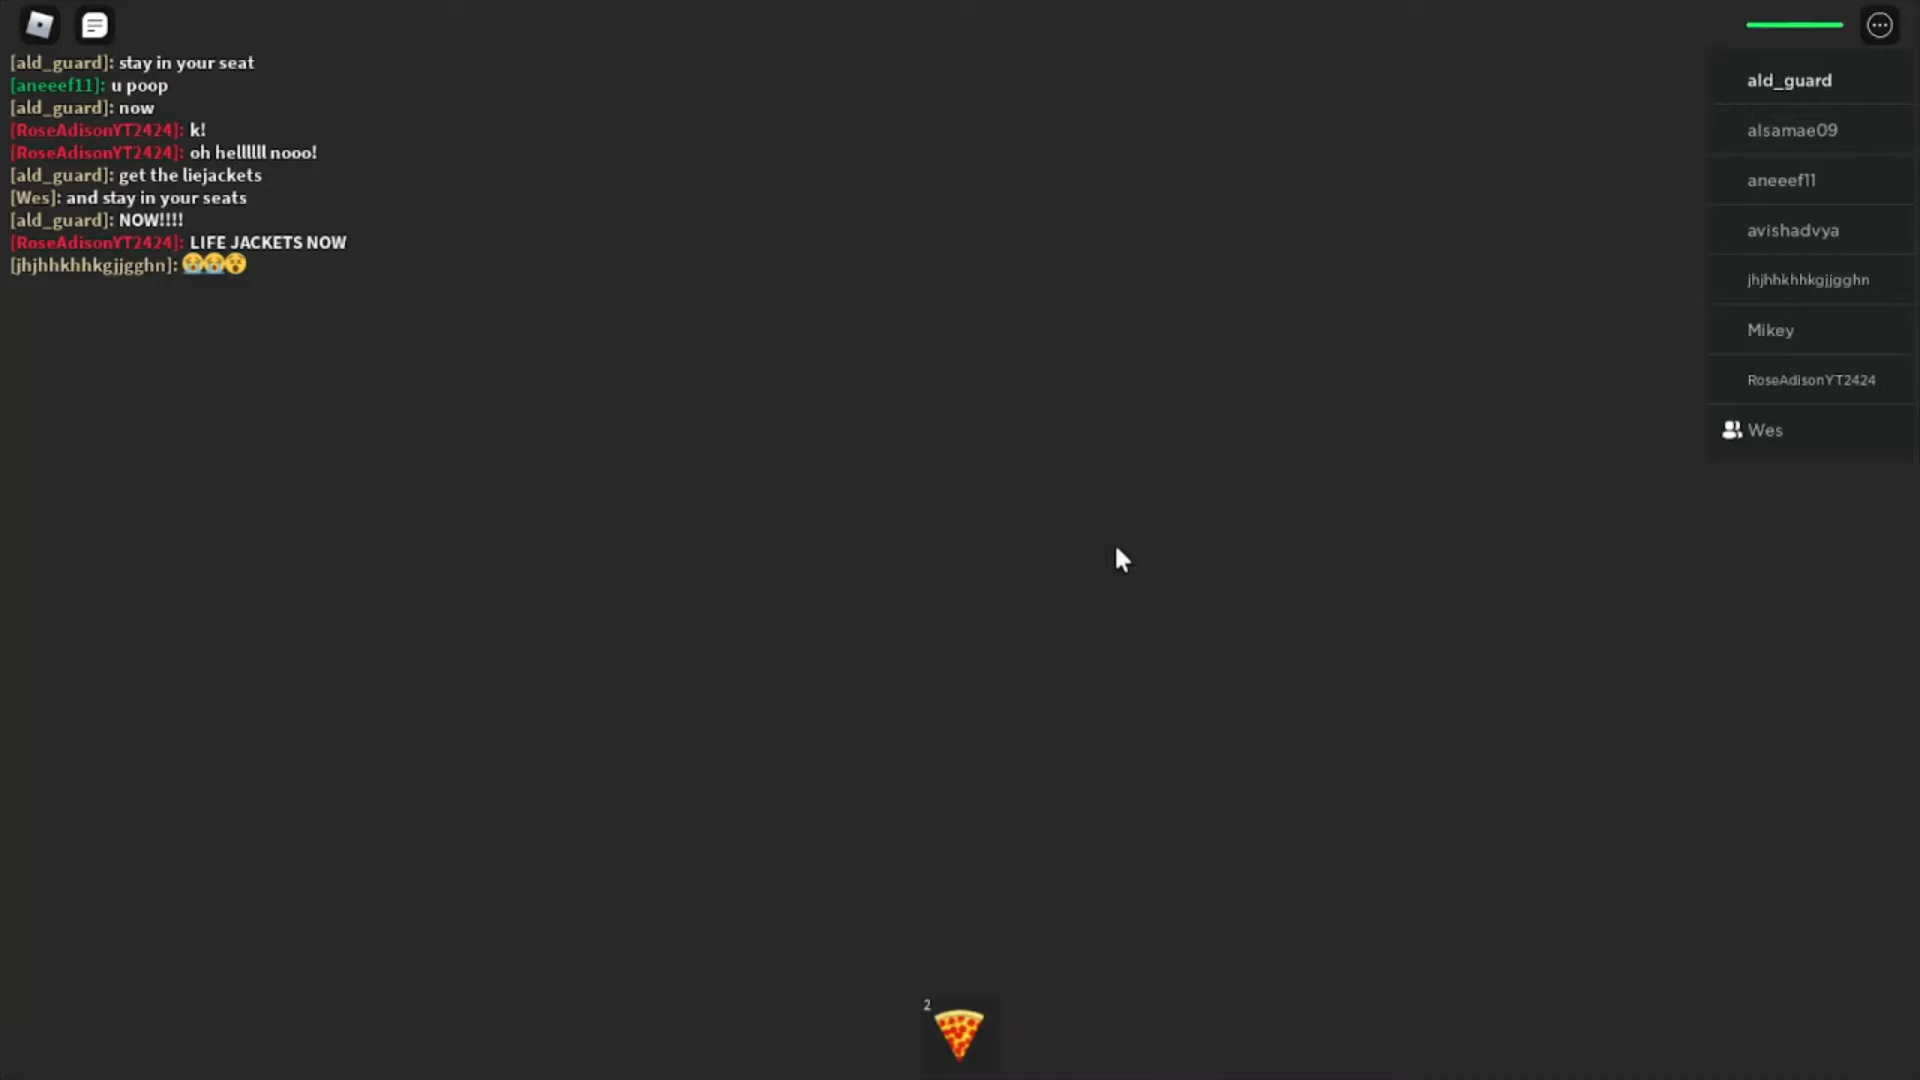 [ald_guard]: stay in your seat
[aneeef11]: u poop
[ald_guard]: now
[RoseAdisonYT2424]: k!
[RoseAdisonYT2424]: oh hellllll nooo!
[ald_guard]: get the liejackets
[Wes]: and stay in your seats
[ald_guard]: NOW!!!!
[RoseAdisonYT2424]: LIFE JACKETS NOW
[jhjhhkhhkgjjgghn]: 😭😭😵
ald_guard
alsamae09
aneeef11
avishadvya
jhjhhkhhkgjjgghn
Mikey
RoseAdisonYT2424
Wes
2